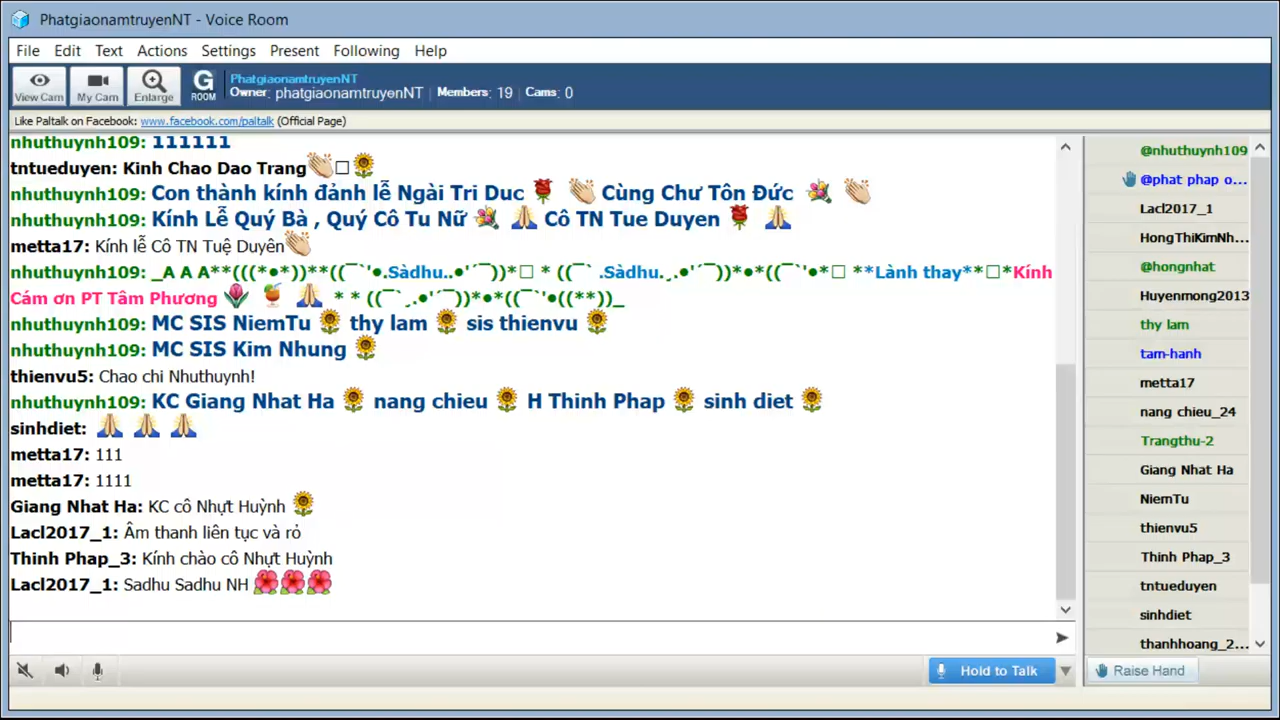 PhatgiaonamtruyenNT - Voice Room
File Edit Text Actions Settings Present Following Help
View Cam My Cam Enlarge G ROOM
PhatgiaonamtruyenNT
Owner: phatgiaonamtruyenNT | Members: 19 | Cams: 0
Like Paltalk on Facebook: www.facebook.com/paltalk (Official Page)
nhuthuynh109: 111111
tntueduyen: Kinh Chao Dao Trang
nhuthuynh109: Con thành kính đảnh lễ Ngài Tri Duc Cùng Chư Tôn Đức
nhuthuynh109: Kính Lễ Quý Bà , Quý Cô Tu Nữ Cô TN Tue Duyen
metta17: Kính lễ Cô TN Tuệ Duyên
nhuthuynh109: _A A A**(((*●*))**((¯`'●.Sàdhu..●'´¯))*□ * ((¯` .Sàdhu.¸.●'´¯))*●*((¯`'●*□ **Lành thay**□*Kính
Cám ơn PT Tâm Phương * * ((¯`¸.●'´¯))*●*((¯`'●((**))_
nhuthuynh109: MC SIS NiemTu thy lam sis thienvu
nhuthuynh109: MC SIS Kim Nhung
thienvu5: Chao chi Nhuthuynh!
nhuthuynh109: KC Giang Nhat Ha nang chieu H Thinh Phap sinh diet
sinhdiet:
metta17: 111
metta17: 1111
Giang Nhat Ha: KC cô Nhựt Huỳnh
Lacl2017_1: Âm thanh liên tục và rỏ
Thinh Phap_3: Kính chào cô Nhựt Huỳnh
Lacl2017_1: Sadhu Sadhu NH
@nhuthuynh109
@phat phap o...
Lacl2017_1
HongThiKimNh...
@hongnhat
Huyenmong2013
thy lam
tam-hanh
metta17
nang chieu_24
Trangthu-2
Giang Nhat Ha
NiemTu
thienvu5
Thinh Phap_3
tntueduyen
sinhdiet
thanhhoang_2...
Hold to Talk
Raise Hand